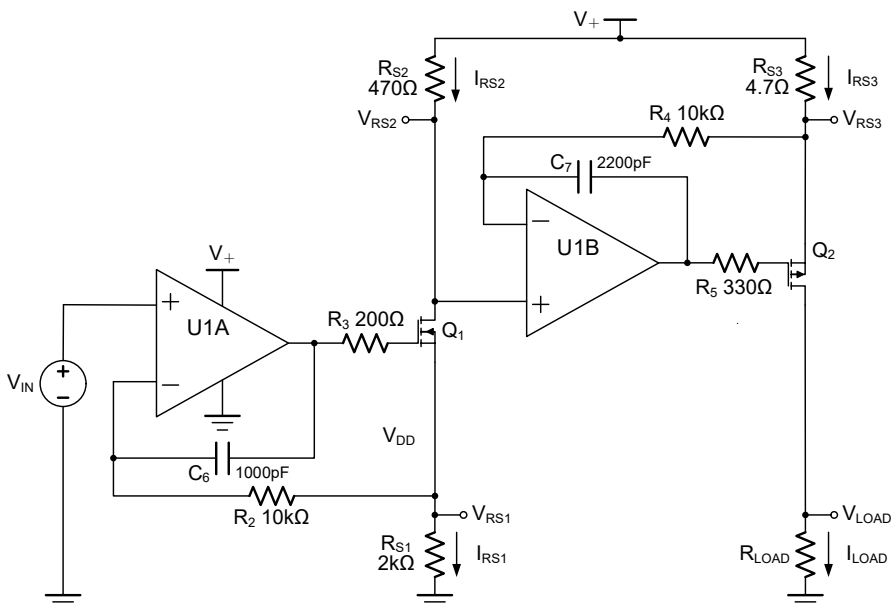 V+
RS2
470Ω
IRS2
RS3
4.7Ω
IRS3
VRS2
R4 10kΩ
VRS3
C7
2200pF
V+
−
U1B
+
R5 330Ω
Q2
+
U1A
−
R3 200Ω
Q1
VIN
+
−
C6
1000pF
VDD
R2 10kΩ
VRS1
RS1
2kΩ
IRS1
VLOAD
RLOAD
ILOAD